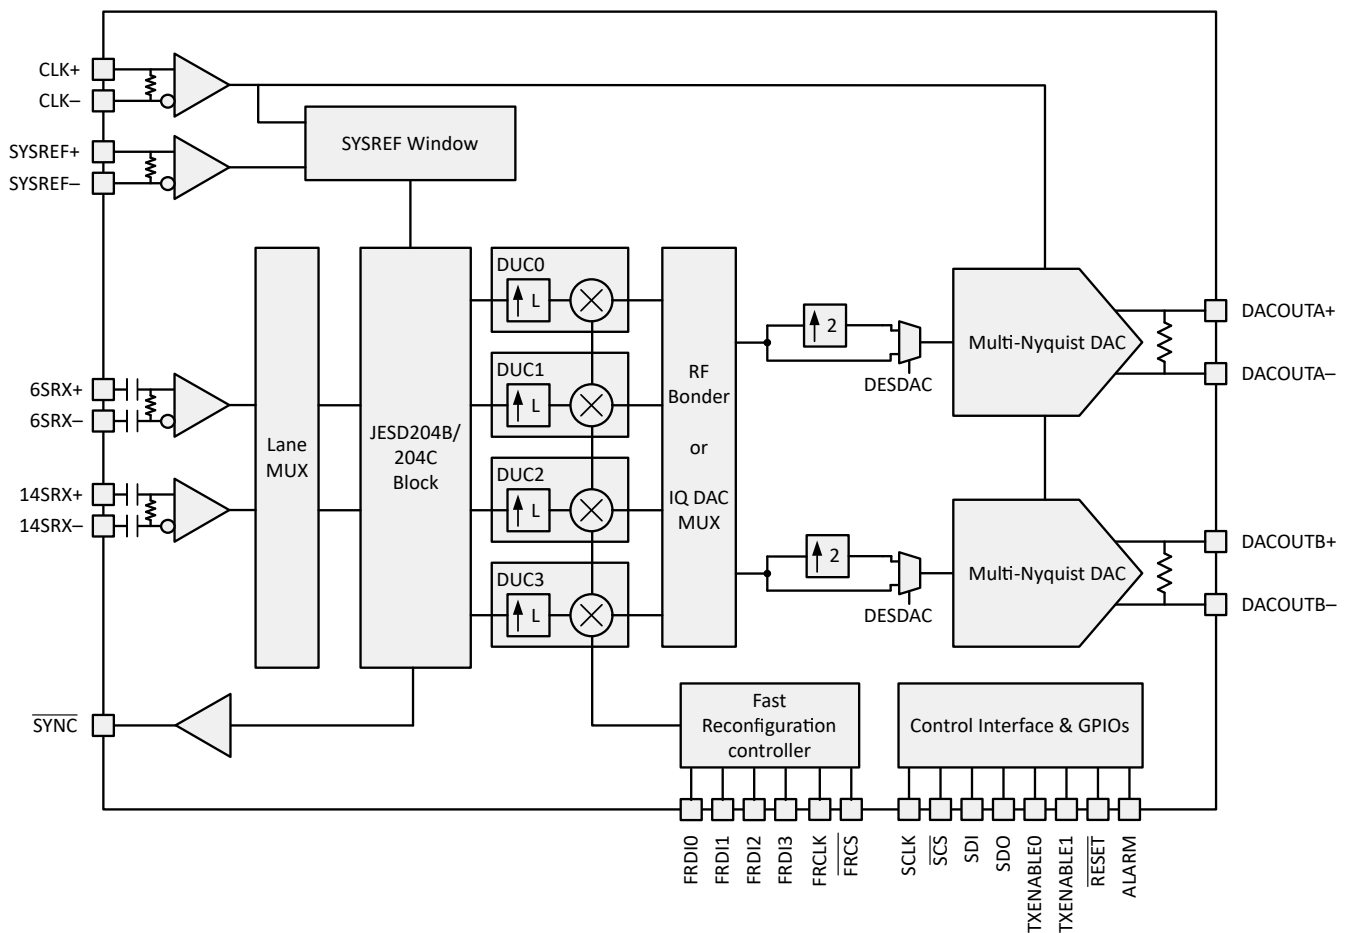 CLK+
CLK–
SYSREF+
SYSREF–
SYSREF Window
6SRX+
6SRX–
14SRX+
14SRX–
SYNC
Lane
MUX
JESD204B/
204C
Block
DUC0
L
DUC1
L
DUC2
L
DUC3
L
RF
Bonder
or
IQ DAC
MUX
2
DESDAC
2
DESDAC
Multi-Nyquist DAC
Multi-Nyquist DAC
DACOUTA+
DACOUTA–
DACOUTB+
DACOUTB–
Fast
Reconfiguration
controller
Control Interface & GPIOs
FRDI0
FRDI1
FRDI2
FRDI3
FRCLK
FRCS
SCLK
SCS
SDI
SDO
TXENABLE0
TXENABLE1
RESET
ALARM